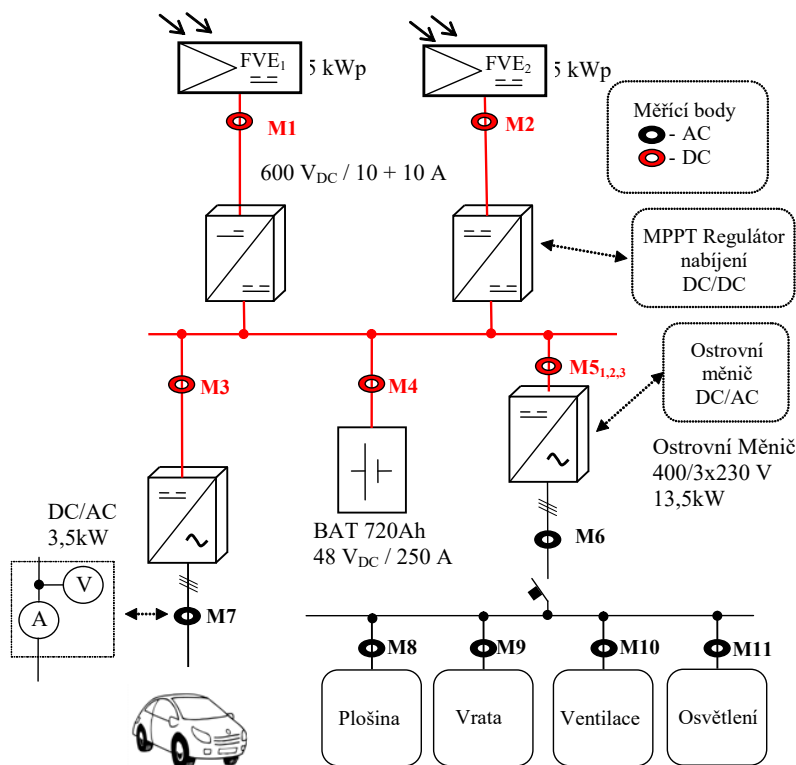 FVE1
5 kWp
FVE2
5 kWp
Měřící body
- AC
- DC
M1
M2
600 VDC / 10 + 10 A
MPPT Regulátor
nabíjení
DC/DC
M3
M4
M51,2,3
Ostrovní
měnič
DC/AC
Ostrovní Měnič
400/3x230 V
13,5kW
DC/AC
3,5kW
BAT 720Ah
48 VDC / 250 A
M6
V
A
M7
M8
M9
M10
M11
Plošina
Vrata
Ventilace
Osvětlení